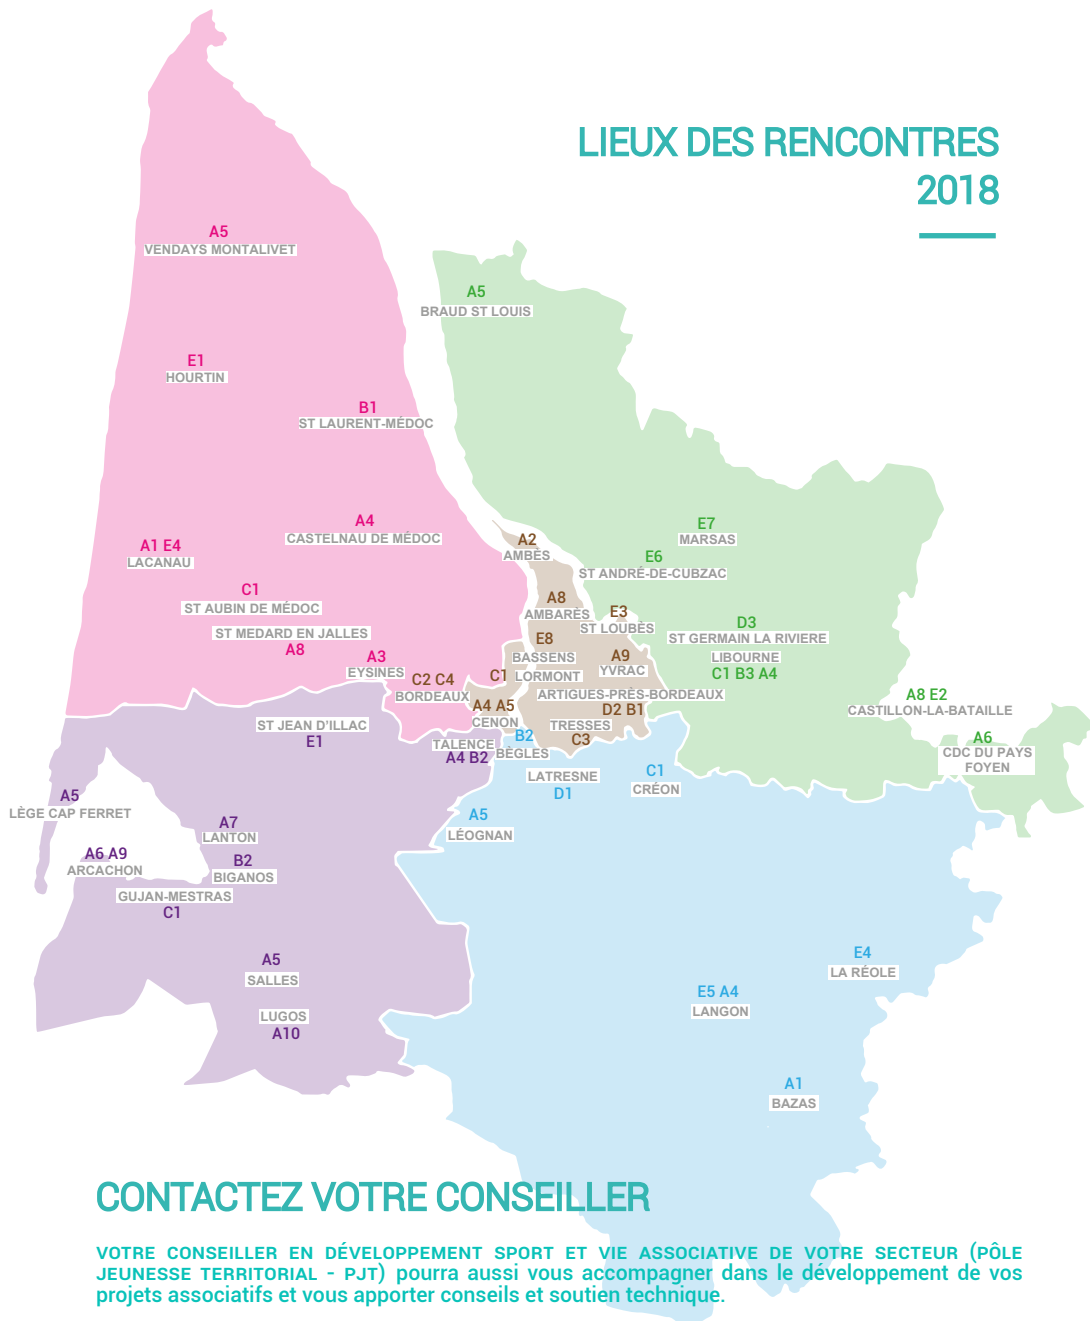 LIEUX DES RENCONTRES
2018
A5
VENDAYS MONTALIVET
A5
BRAUD ST LOUIS
E1
HOURTIN
B1
ST LAURENT-MÉDOC
A4
CASTELNAU DE MÉDOC
A1 E4
LACANAU
C1
ST AUBIN DE MÉDOC
ST MEDARD EN JALLES
A8
A3
EYSINES
E7
MARSAS
E6
ST ANDRÉ-DE-CUBZAC
D3
ST GERMAIN LA RIVIERE
LIBOURNE
C1 B3 A4
A8 E2
CASTILLON-LA-BATAILLE
A6
CDC DU PAYS
FOYEN
A2
AMBÈS
A8
AMBARÈS
E3
ST LOUBÈS
E8
BASSENS
A9
YVRAC
C1
LORMONT
C2 C4
BORDEAUX
ARTIGUES-PRÈS-BORDEAUX
D2 B1
A4 A5
CENON
TRESSES
C3
ST JEAN D'ILLAC
E1
TALENCE
A4 B2
B2
BÈGLES
LATRESNE
D1
C1
CRÉON
A5
LÉOGNAN
A5
LÈGE CAP FERRET
A7
LANTON
A6 A9
ARCACHON
B2
BIGANOS
GUJAN-MESTRAS
C1
A5
SALLES
LUGOS
A10
E4
LA RÉOLE
E5 A4
LANGON
A1
BAZAS
CONTACTEZ VOTRE CONSEILLER
VOTRE CONSEILLER EN DÉVELOPPEMENT SPORT ET VIE ASSOCIATIVE DE VOTRE SECTEUR (PÔLE
JEUNESSE TERRITORIAL - PJT) pourra aussi vous accompagner dans le développement de vos
projets associatifs et vous apporter conseils et soutien technique.